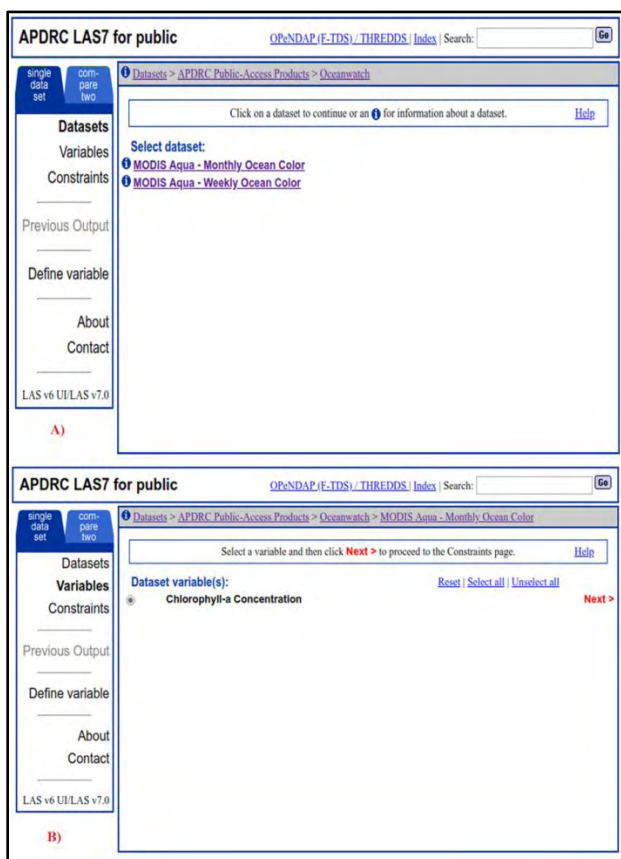 APDRC LAS7 for public
OPeNDAP (F-TDS) / THREDDS | Index | Search: Go
single data set
com- pare two
Datasets > APDRC Public-Access Products > Oceanwatch
Click on a dataset to continue or an i for information about a dataset. Help
Datasets
Variables
Constraints
Previous Output
Define variable
About
Contact
LAS v6 UI/LAS v7.0
Select dataset:
MODIS Aqua - Monthly Ocean Color
MODIS Aqua - Weekly Ocean Color
A)
APDRC LAS7 for public
OPeNDAP (F-TDS) / THREDDS | Index | Search: Go
single data set
com- pare two
Datasets > APDRC Public-Access Products > Oceanwatch > MODIS Aqua - Monthly Ocean Color
Select a variable and then click Next > to proceed to the Constraints page. Help
Datasets
Variables
Constraints
Previous Output
Define variable
About
Contact
LAS v6 UI/LAS v7.0
Dataset variable(s): Reset | Select all | Unselect all
Chlorophyll-a Concentration Next >
B)